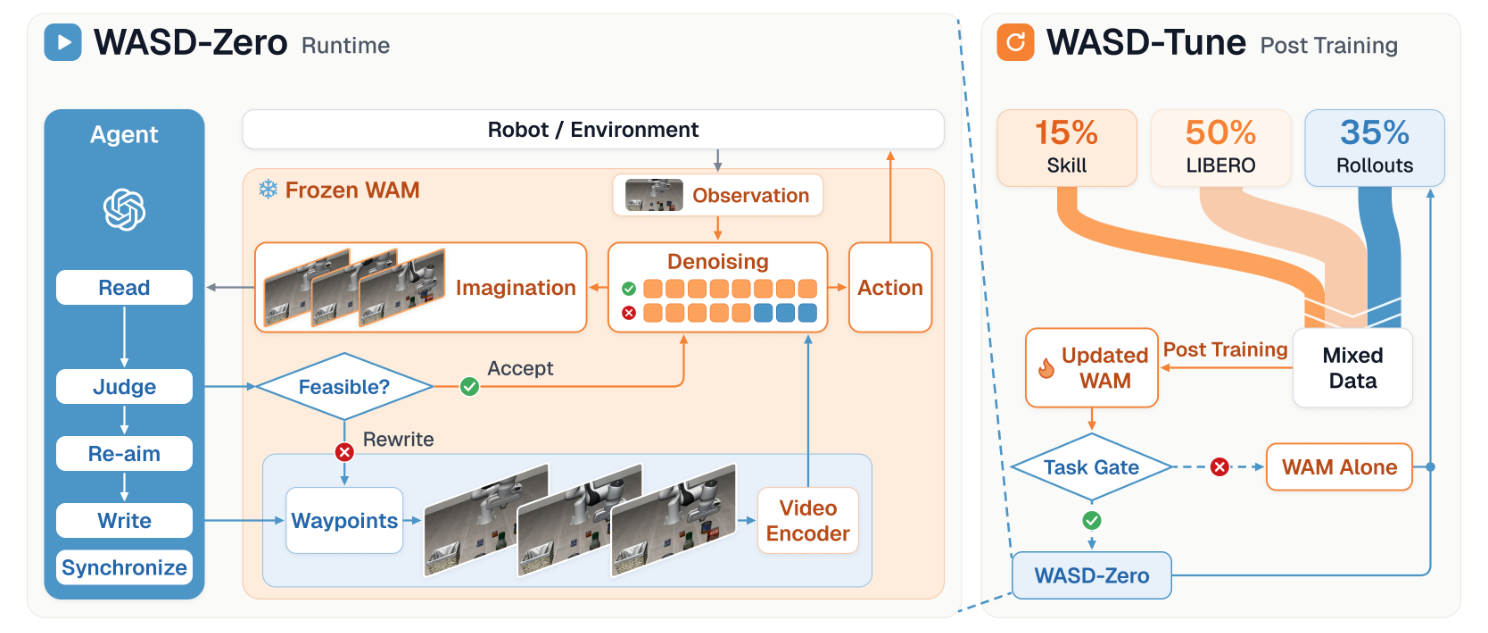 WASD-Zero Runtime
Agent
Read
Judge
Re-aim
Write
Synchronize
Robot / Environment
Frozen WAM
Observation
Imagination
Denoising
Action
Feasible?
Accept
Rewrite
Waypoints
Video
Encoder
WASD-Tune Post Training
15%
Skill
50%
LIBERO
35%
Rollouts
Updated
WAM
Post Training
Mixed
Data
Task Gate
WAM Alone
WASD-Zero